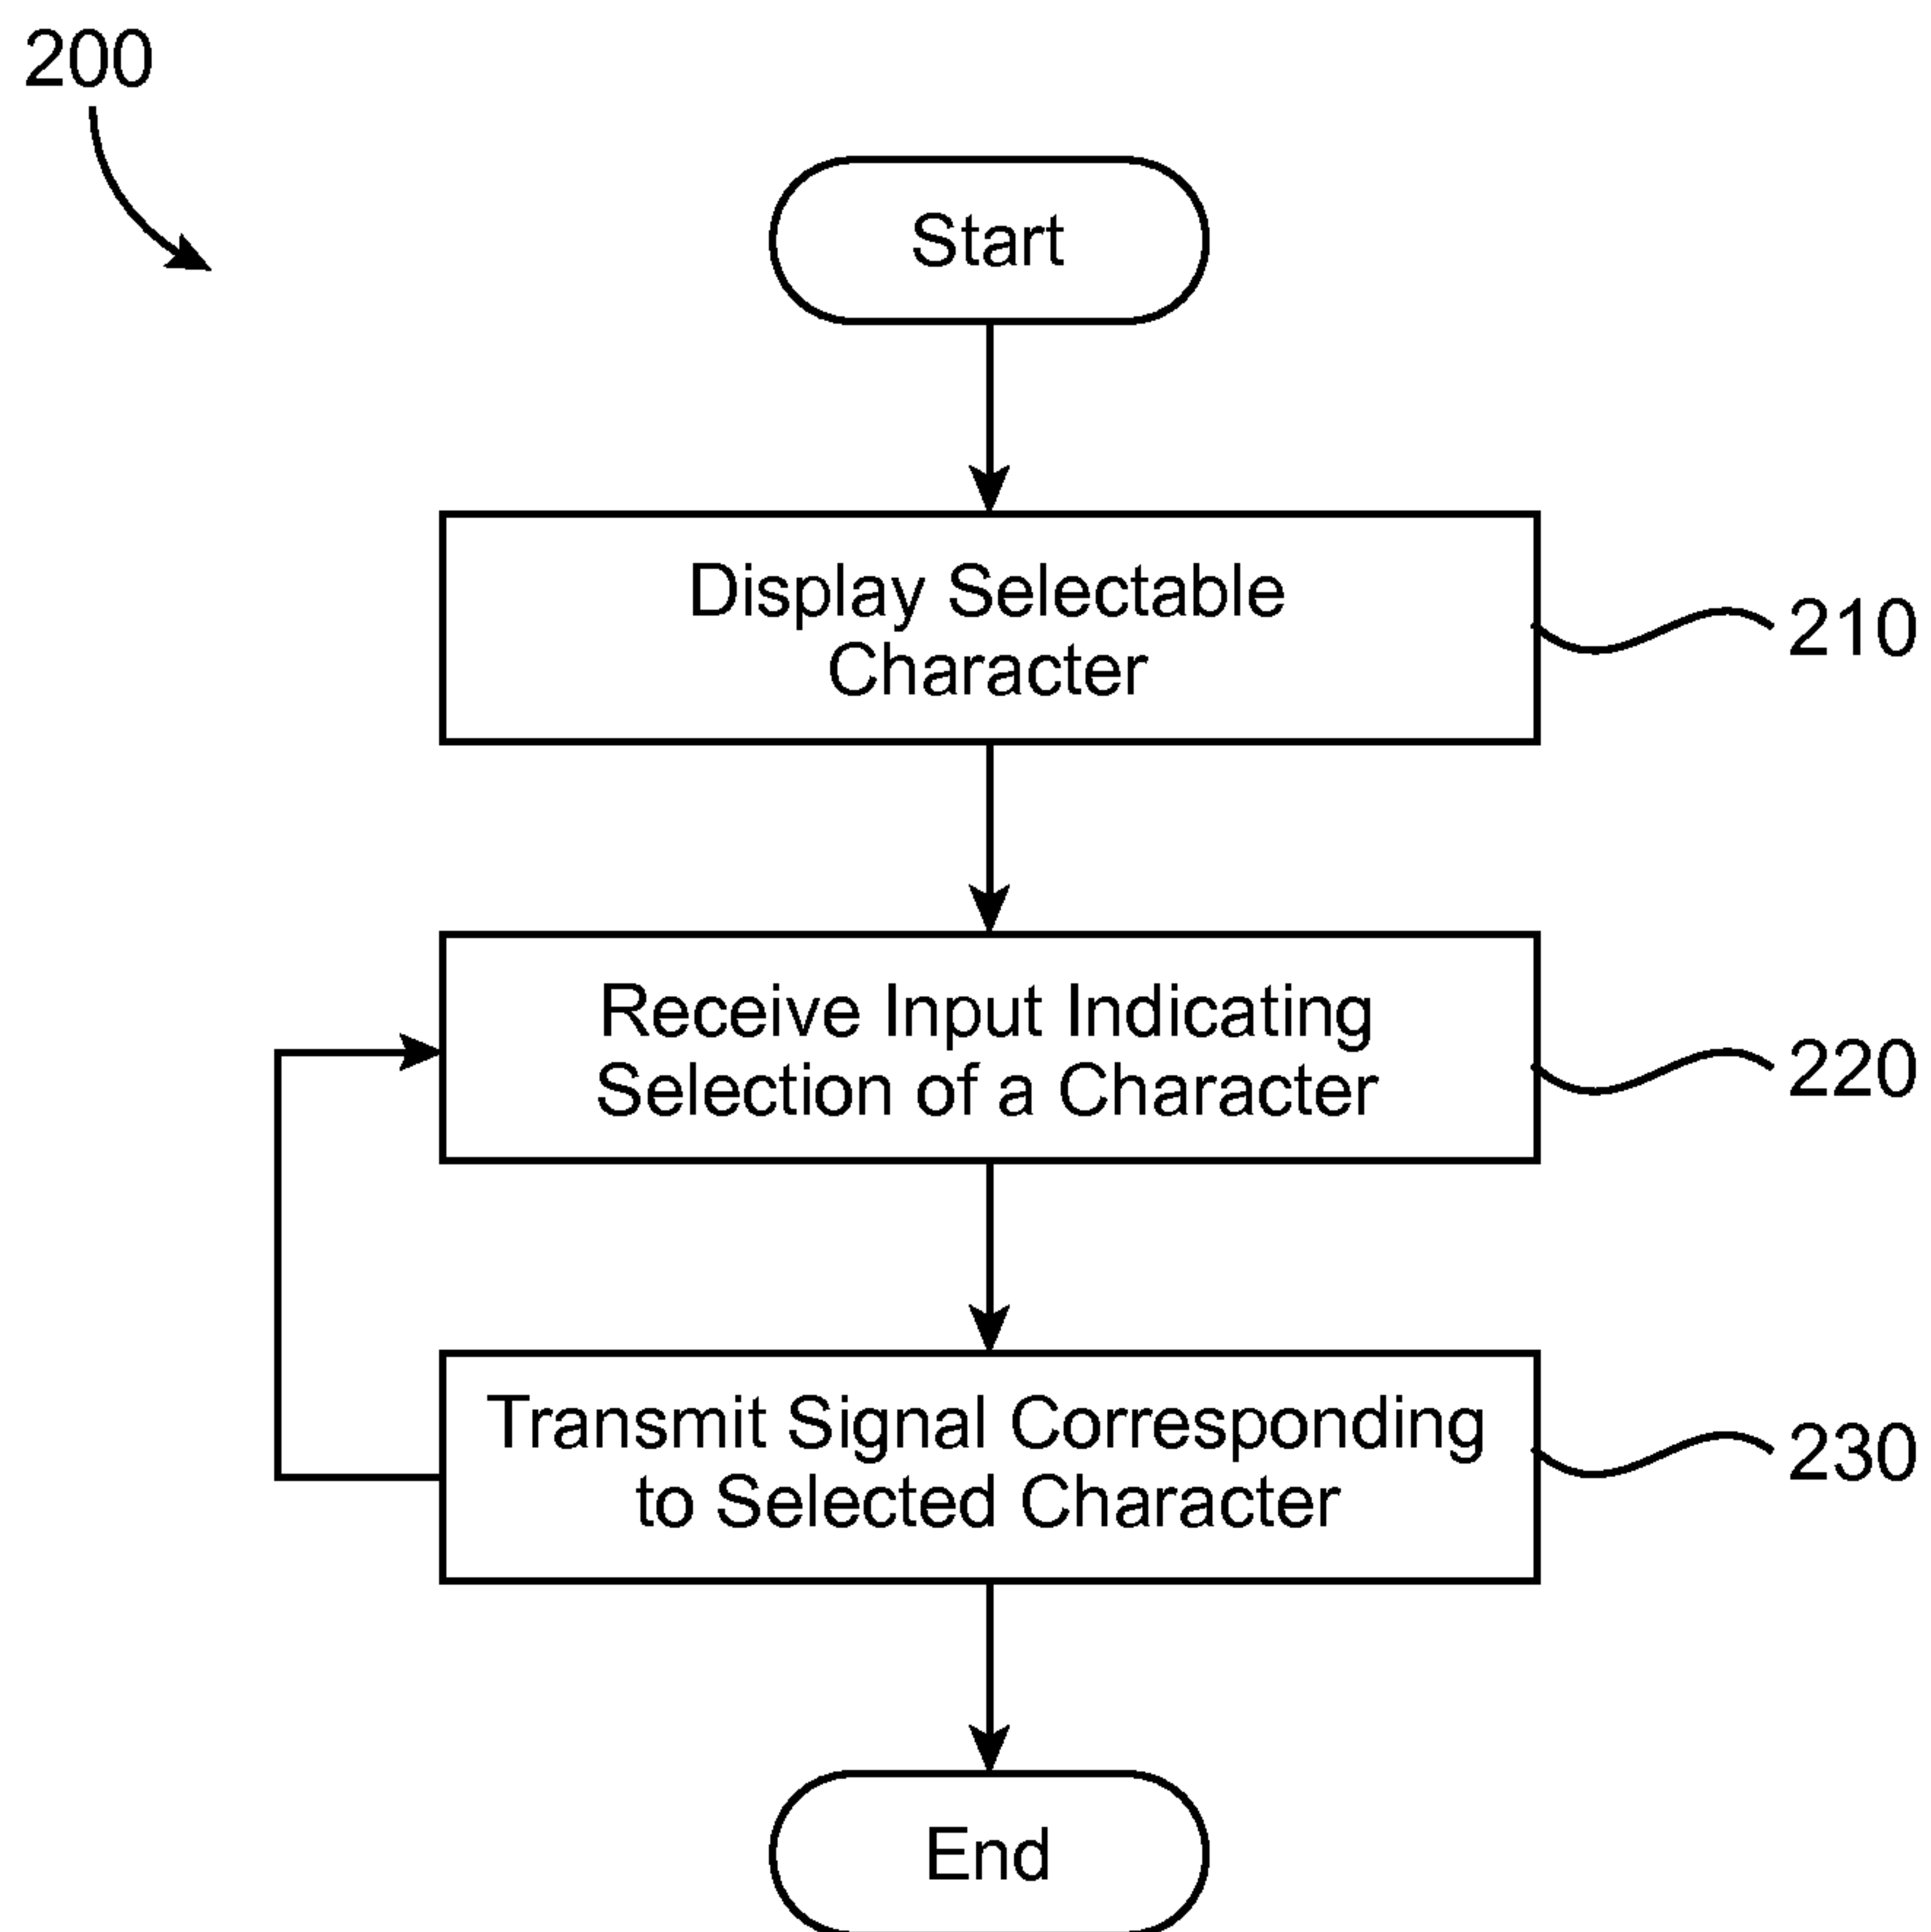 200
Start
Display Selectable
Character
210
Receive Input Indicating
Selection of a Character
220
Transmit Signal Corresponding
to Selected Character
230
End